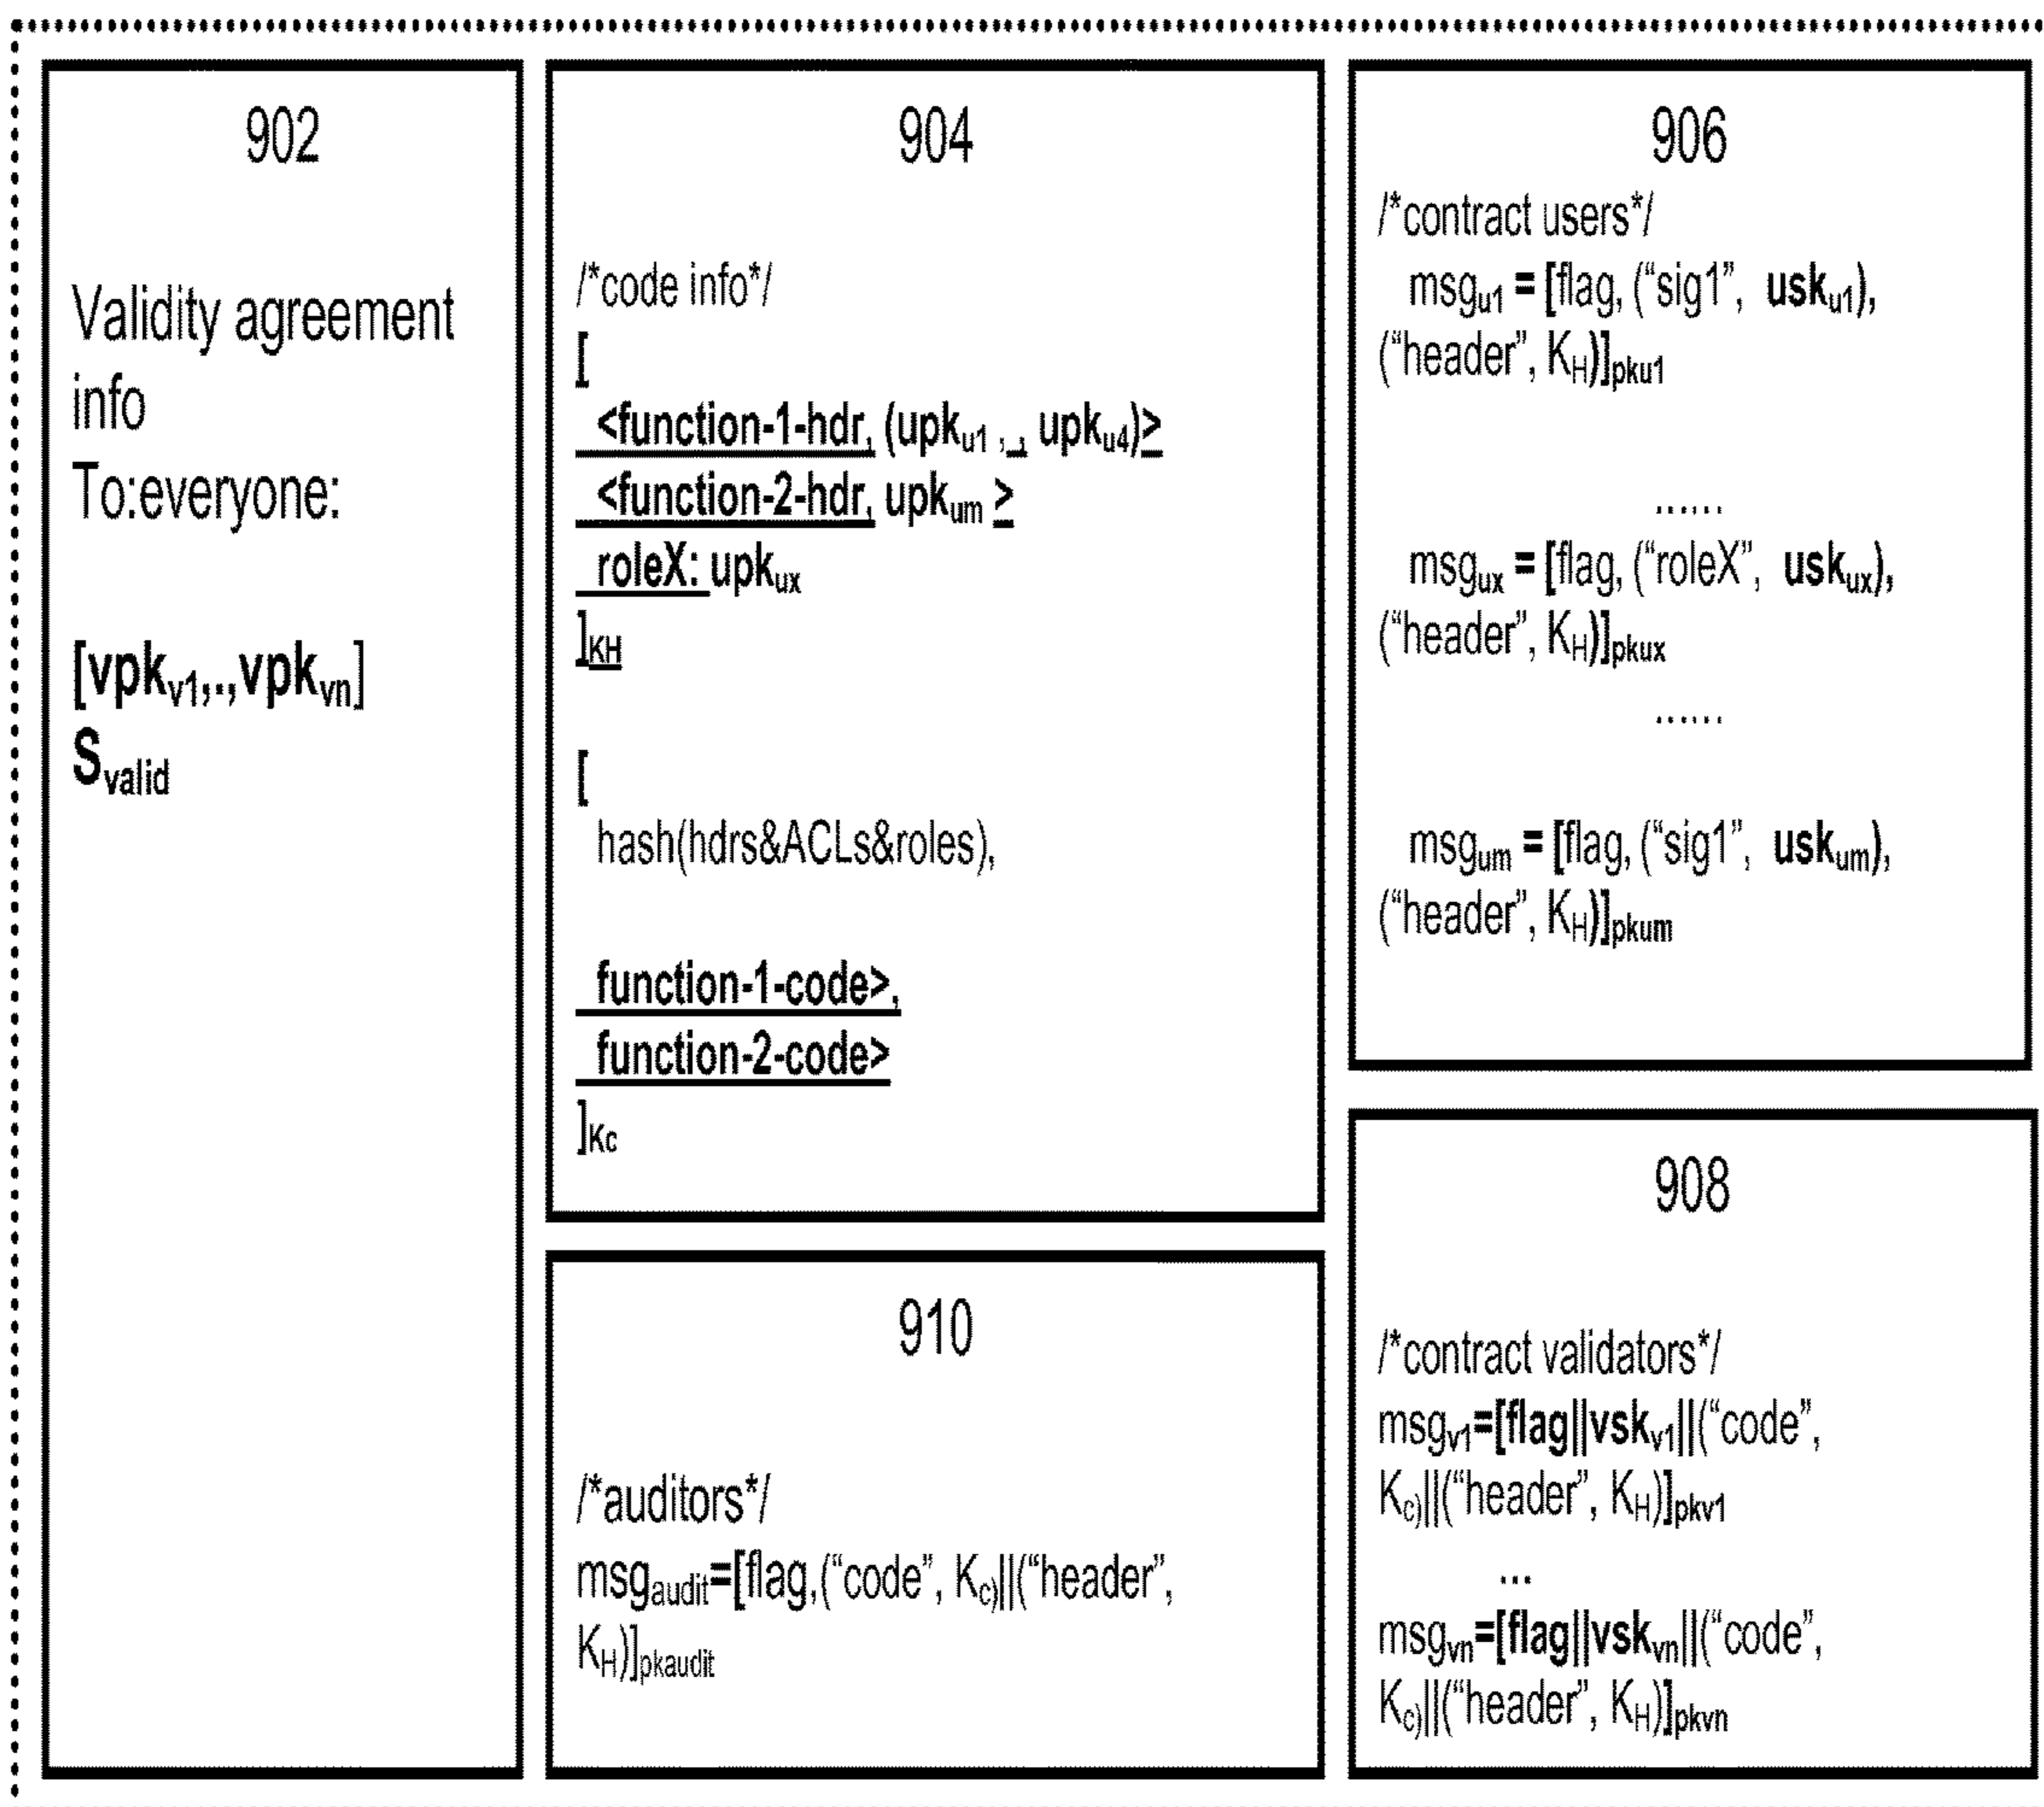 902
Validity agreement
info
To:everyone:
[vpkv1,.,vpkvn]
Svalid
904
/*code info*/
[
<function-1-hdr, (upku1 ,., upku4)>
<function-2-hdr, upkum >
roleX: upkux
]KH
[
hash(hdrs&ACLs&roles),
function-1-code>,
function-2-code>
]Kc
906
/*contract users*/
msgu1 = [flag, (“sig1”, usku1),
(“header”, KH)]pku1
......
msgux = [flag, (“roleX”, uskux),
(“header”, KH)]pkux
......
msgum = [flag, (“sig1”, uskum),
(“header”, KH)]pkum
910
/*auditors*/
msgaudit=[flag,(“code”, Kc)||(“header”,
KH)]pkaudit
908
/*contract validators*/
msgv1=[flag||vskv1||(“code”,
Kc)||(“header”, KH)]pkv1
...
msgvn=[flag||vskvn||(“code”,
Kc)||(“header”, KH)]pkvn